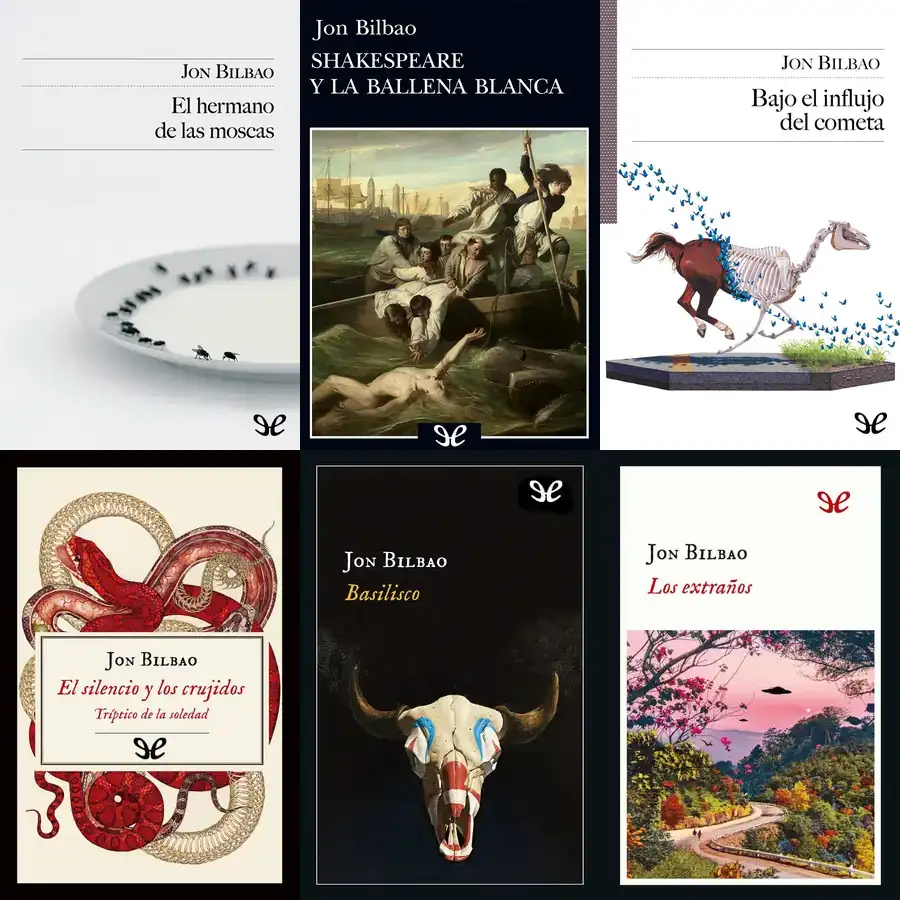 Jon Bilbao
El hermano
de las moscas
Jon Bilbao
SHAKESPEARE
Y LA BALLENA BLANCA
Jon Bilbao
Bajo el influjo
del cometa
Jon Bilbao
El silencio y los crujidos
Tríptico de la soledad
Jon Bilbao
Basilisco
Jon Bilbao
Los extraños